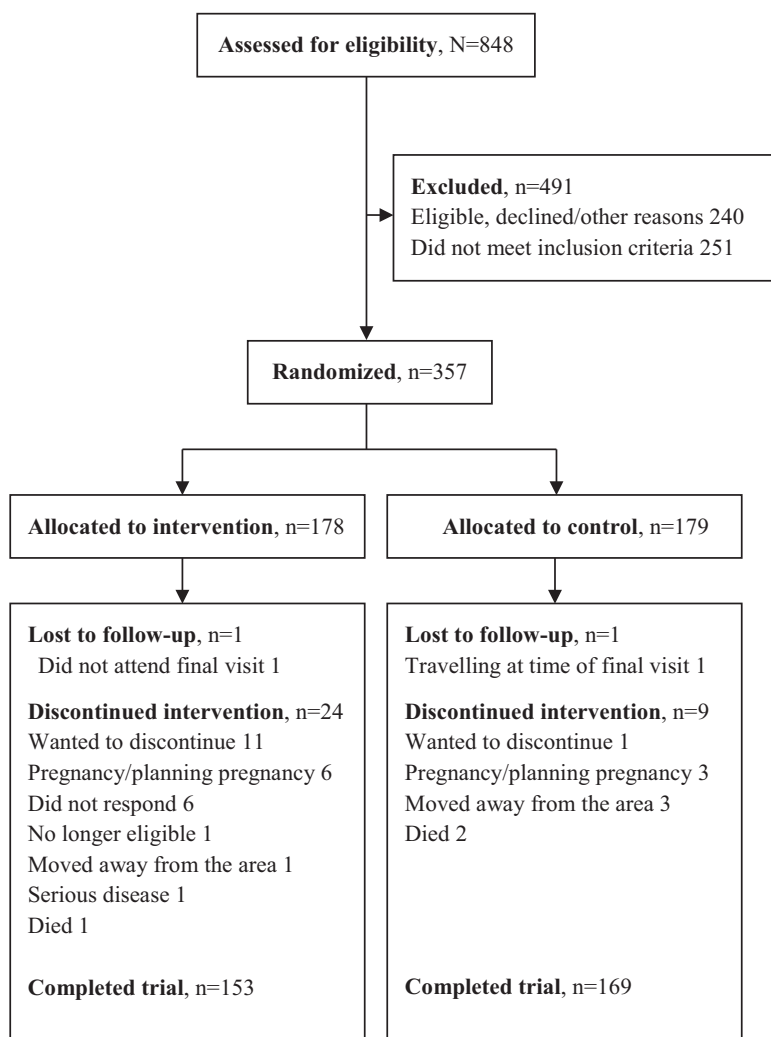 Assessed for eligibility, N=848
Excluded, n=491
Eligible, declined/other reasons 240
Did not meet inclusion criteria 251
Randomized, n=357
Allocated to intervention, n=178
Allocated to control, n=179
Lost to follow-up, n=1
Did not attend final visit 1
Discontinued intervention, n=24
Wanted to discontinue 11
Pregnancy/planning pregnancy 6
Did not respond 6
No longer eligible 1
Moved away from the area 1
Serious disease 1
Died 1
Completed trial, n=153
Lost to follow-up, n=1
Travelling at time of final visit 1
Discontinued intervention, n=9
Wanted to discontinue 1
Pregnancy/planning pregnancy 3
Moved away from the area 3
Died 2
Completed trial, n=169